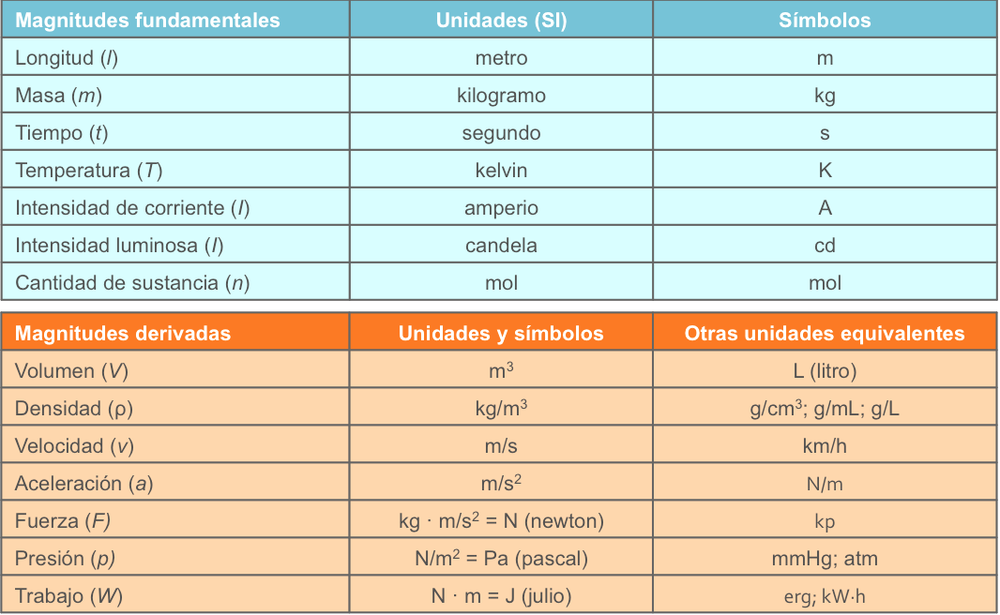 Magnitudes fundamentales Unidades (SI) Símbolos
Longitud (l) metro m
Masa (m) kilogramo kg
Tiempo (t) segundo s
Temperatura (T) kelvin K
Intensidad de corriente (I) amperio A
Intensidad luminosa (I) candela cd
Cantidad de sustancia (n) mol mol
Magnitudes derivadas Unidades y símbolos Otras unidades equivalentes
Volumen (V) m³ L (litro)
Densidad (ρ) kg/m³ g/cm³; g/mL; g/L
Velocidad (v) m/s km/h
Aceleración (a) m/s² N/m
Fuerza (F) kg · m/s² = N (newton) kp
Presión (p) N/m² = Pa (pascal) mmHg; atm
Trabajo (W) N · m = J (julio) erg; kW·h